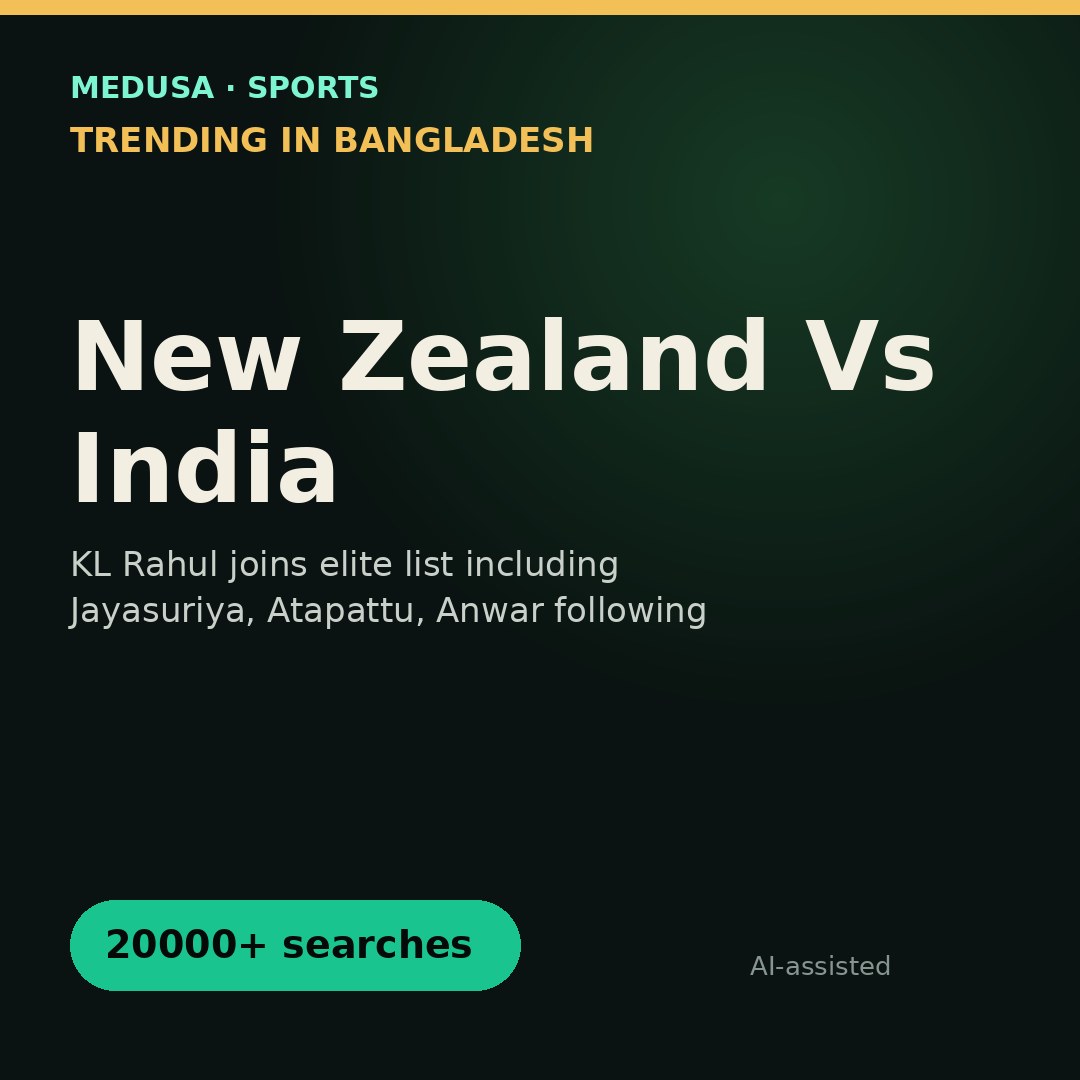 MEDUSA · SPORTS
TRENDING IN BANGLADESH
New Zealand Vs
India
KL Rahul joins elite list including
Jayasuriya, Atapattu, Anwar following
20000+ searches
AI-assisted